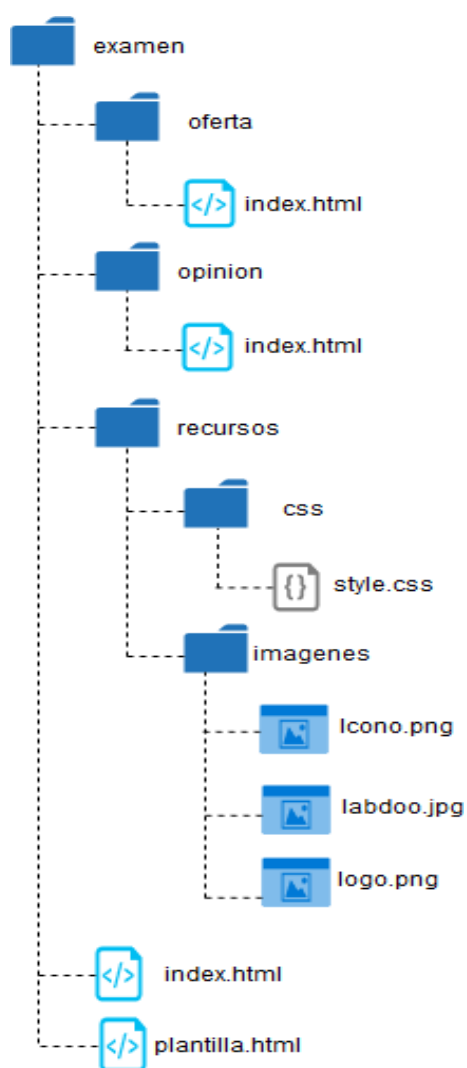 examen
oferta
</> index.html
opinion
</> index.html
recursos
css
{} style.css
imagenes
Icono.png
labdoo.jpg
logo.png
</> index.html
</> plantilla.html